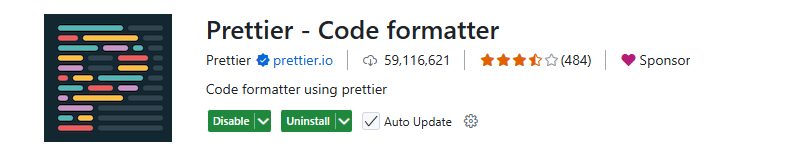 Prettier - Code formatter
Prettier prettier.io 59,116,621 (484) Sponsor
Code formatter using prettier
Disable Uninstall Auto Update